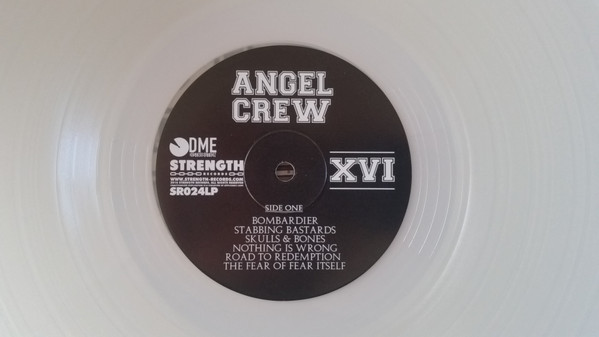 ANGEL
CREW
DME
STRENGTH
RECORDS
WWW.STRENGTH-RECORDS.COM
SR024LP
XVI
SIDE ONE
BOMBARDIER
STABBING BASTARDS
SKULLS & BONES
NOTHING IS WRONG
ROAD TO REDEMPTION
THE FEAR OF FEAR ITSELF